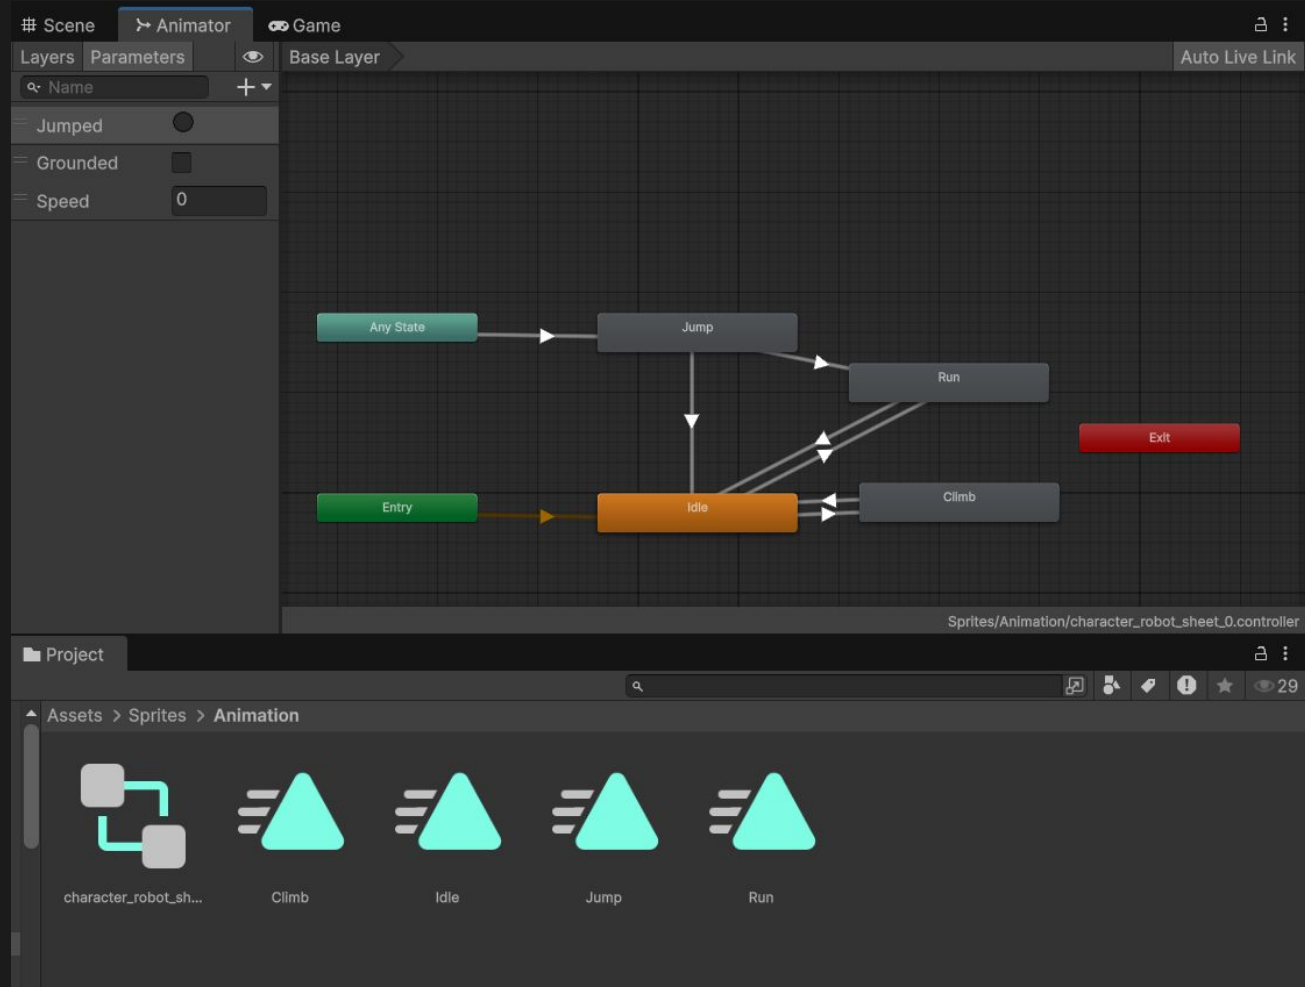 Scene
Animator
Game
Layers
Parameters
Base Layer
Auto Live Link
Name
Jumped
Grounded
Speed
0
Any State
Jump
Run
Exit
Entry
Idle
Climb
Sprites/Animation/character_robot_sheet_0.controller
Project
29
Assets > Sprites > Animation
character_robot_sh...
Climb
Idle
Jump
Run